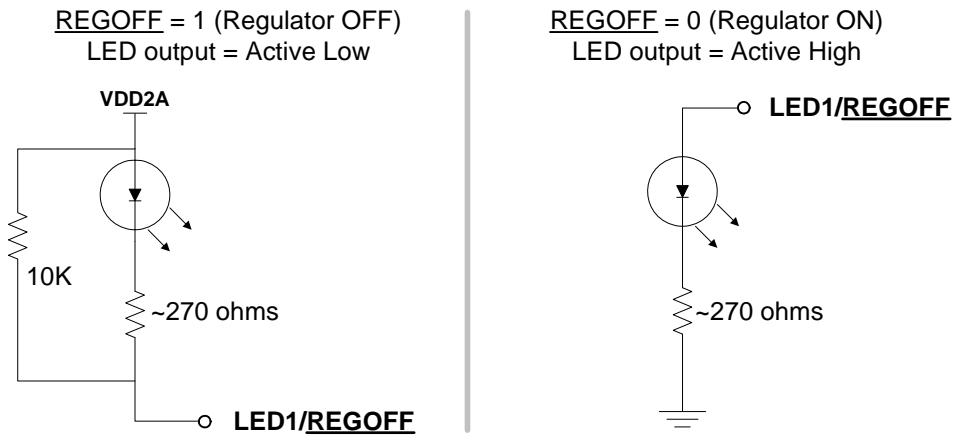 REGOFF = 1 (Regulator OFF)
LED output = Active Low
VDD2A
10K
~270 ohms
LED1/REGOFF
REGOFF = 0 (Regulator ON)
LED output = Active High
LED1/REGOFF
~270 ohms